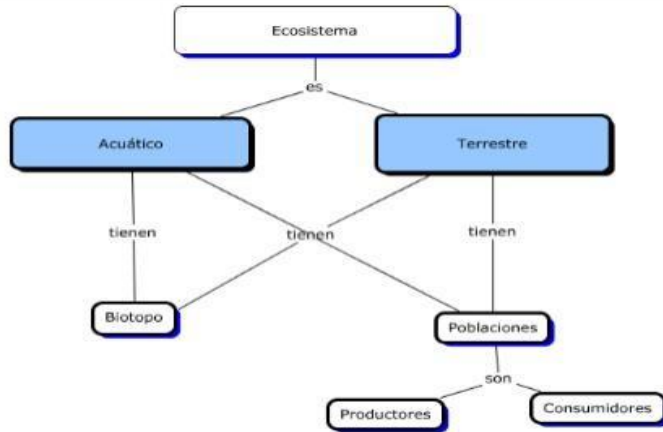 Ecosistema
es
Acuático
Terrestre
tienen
tienen
tienen
Biotopo
Poblaciones
son
Productores
Consumidores